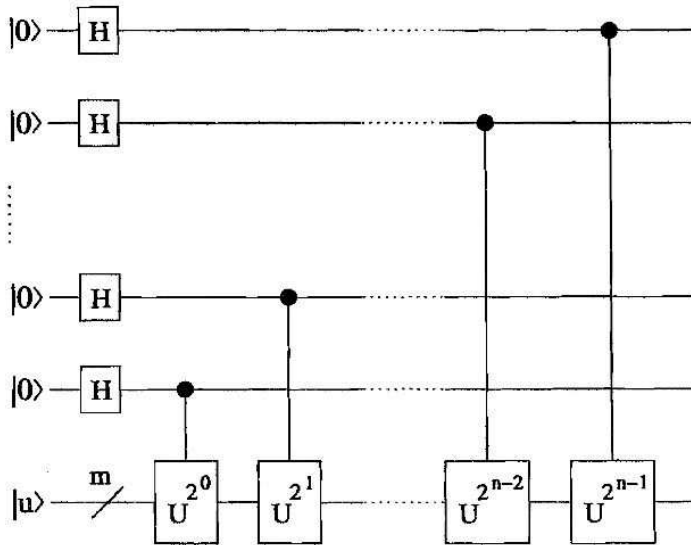 |0⟩ H
|0⟩ H
|0⟩ H
|0⟩ H
m
|u⟩ U^{2^0} U^{2^1} U^{2^{n-2}} U^{2^{n-1}}